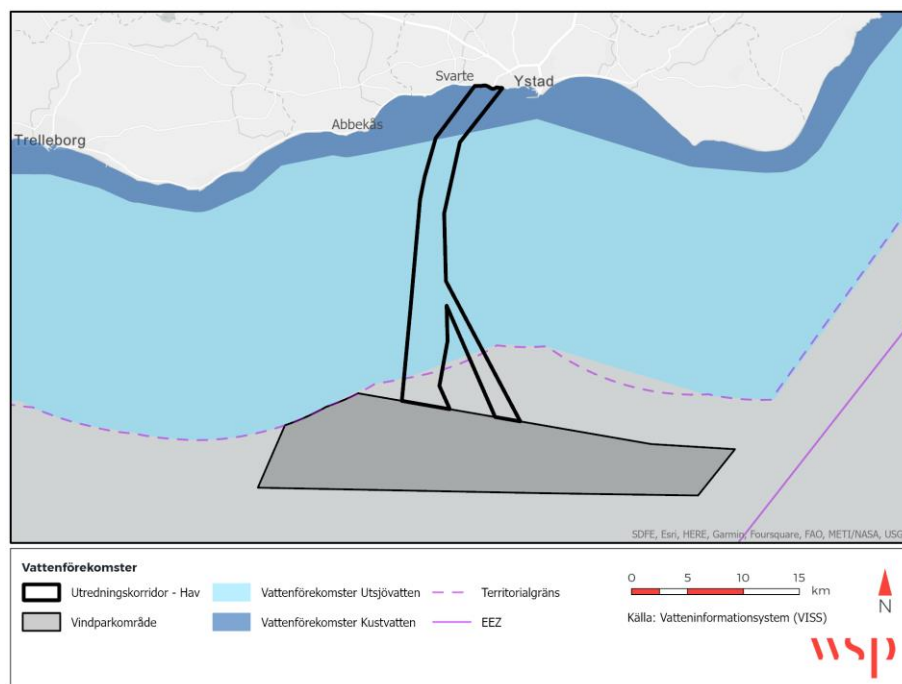 Svarte
Ystad
Abbekås
Trelleborg
SDFE, Esri, HERE, Garmin, Foursquare, FAO, METI/NASA, USG
Vattenförekomster
Utredningskorridor - Hav
Vattenförekomster Utsjövatten
Territorialgräns
Vindparkområde
Vattenförekomster Kustvatten
EEZ
0 5 10 15
km
Källa: Vatteninformationsystem (VISS)
N
wsp